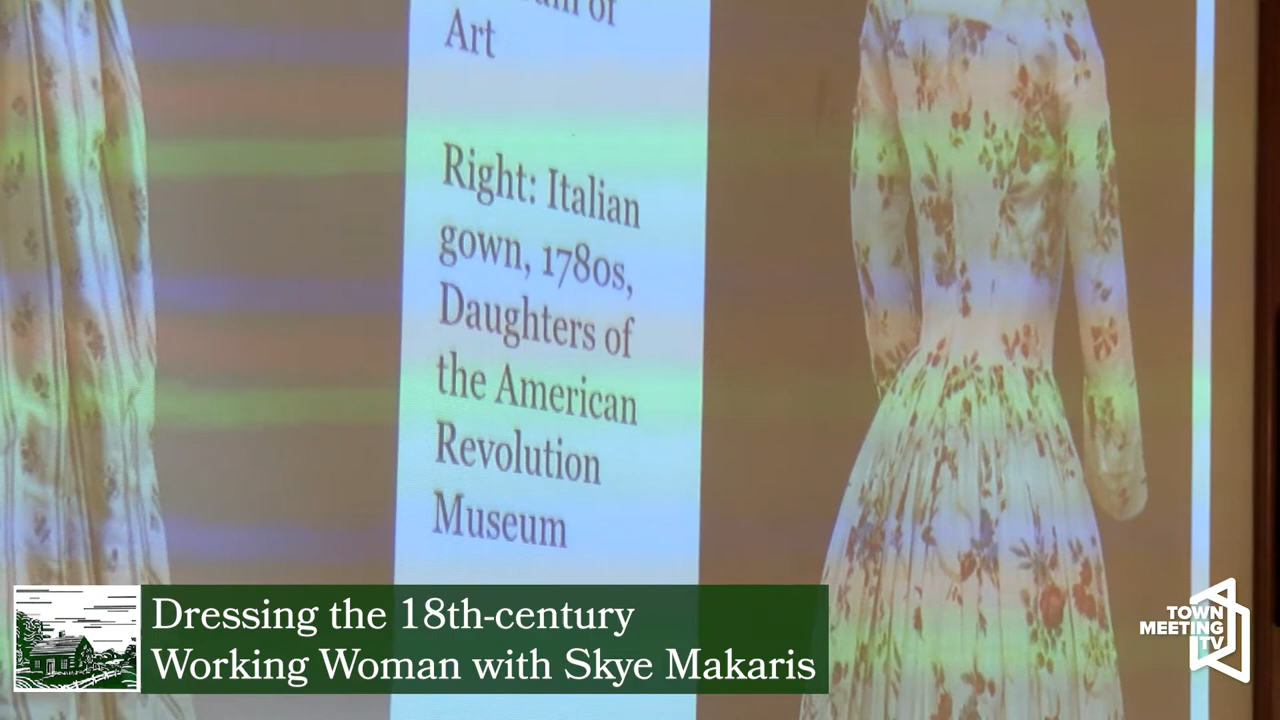 of
Art
Right: Italian
gown, 1780s,
Daughters of
the American
Revolution
Museum
Dressing the 18th-century
Working Woman with Skye Makaris
TOWN
MEETING
TV